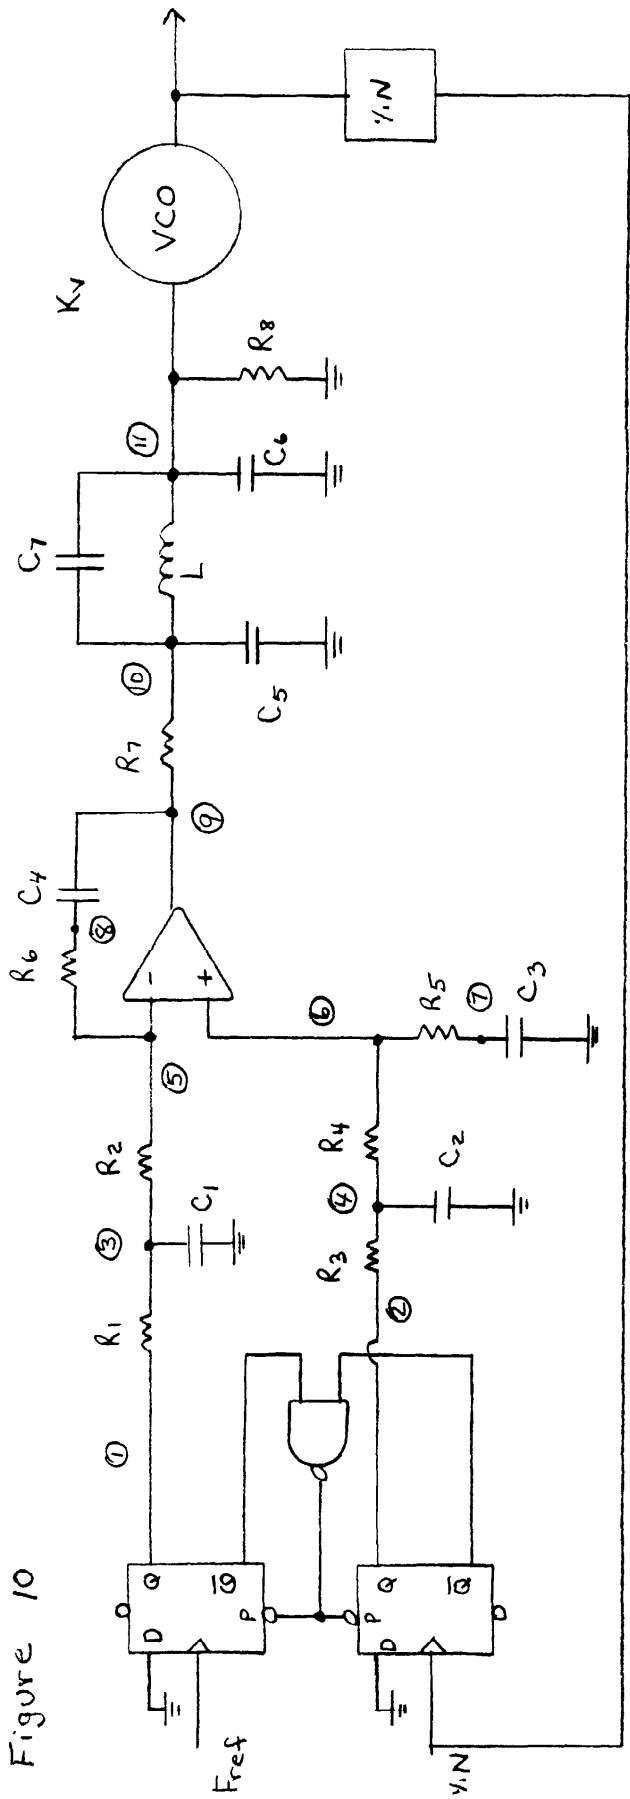 Figure 10
Fref
%N
D
Q
Q̅
P
P
D
Q
Q̅
①
R1
③
C1
R2
⑤
②
R3
④
C2
R4
⑥
R5
⑦
C3
R6
⑧
C4
-
+
⑨
R7
⑩
C5
C7
L
⑪
C6
R8
Kv
VCO
%N